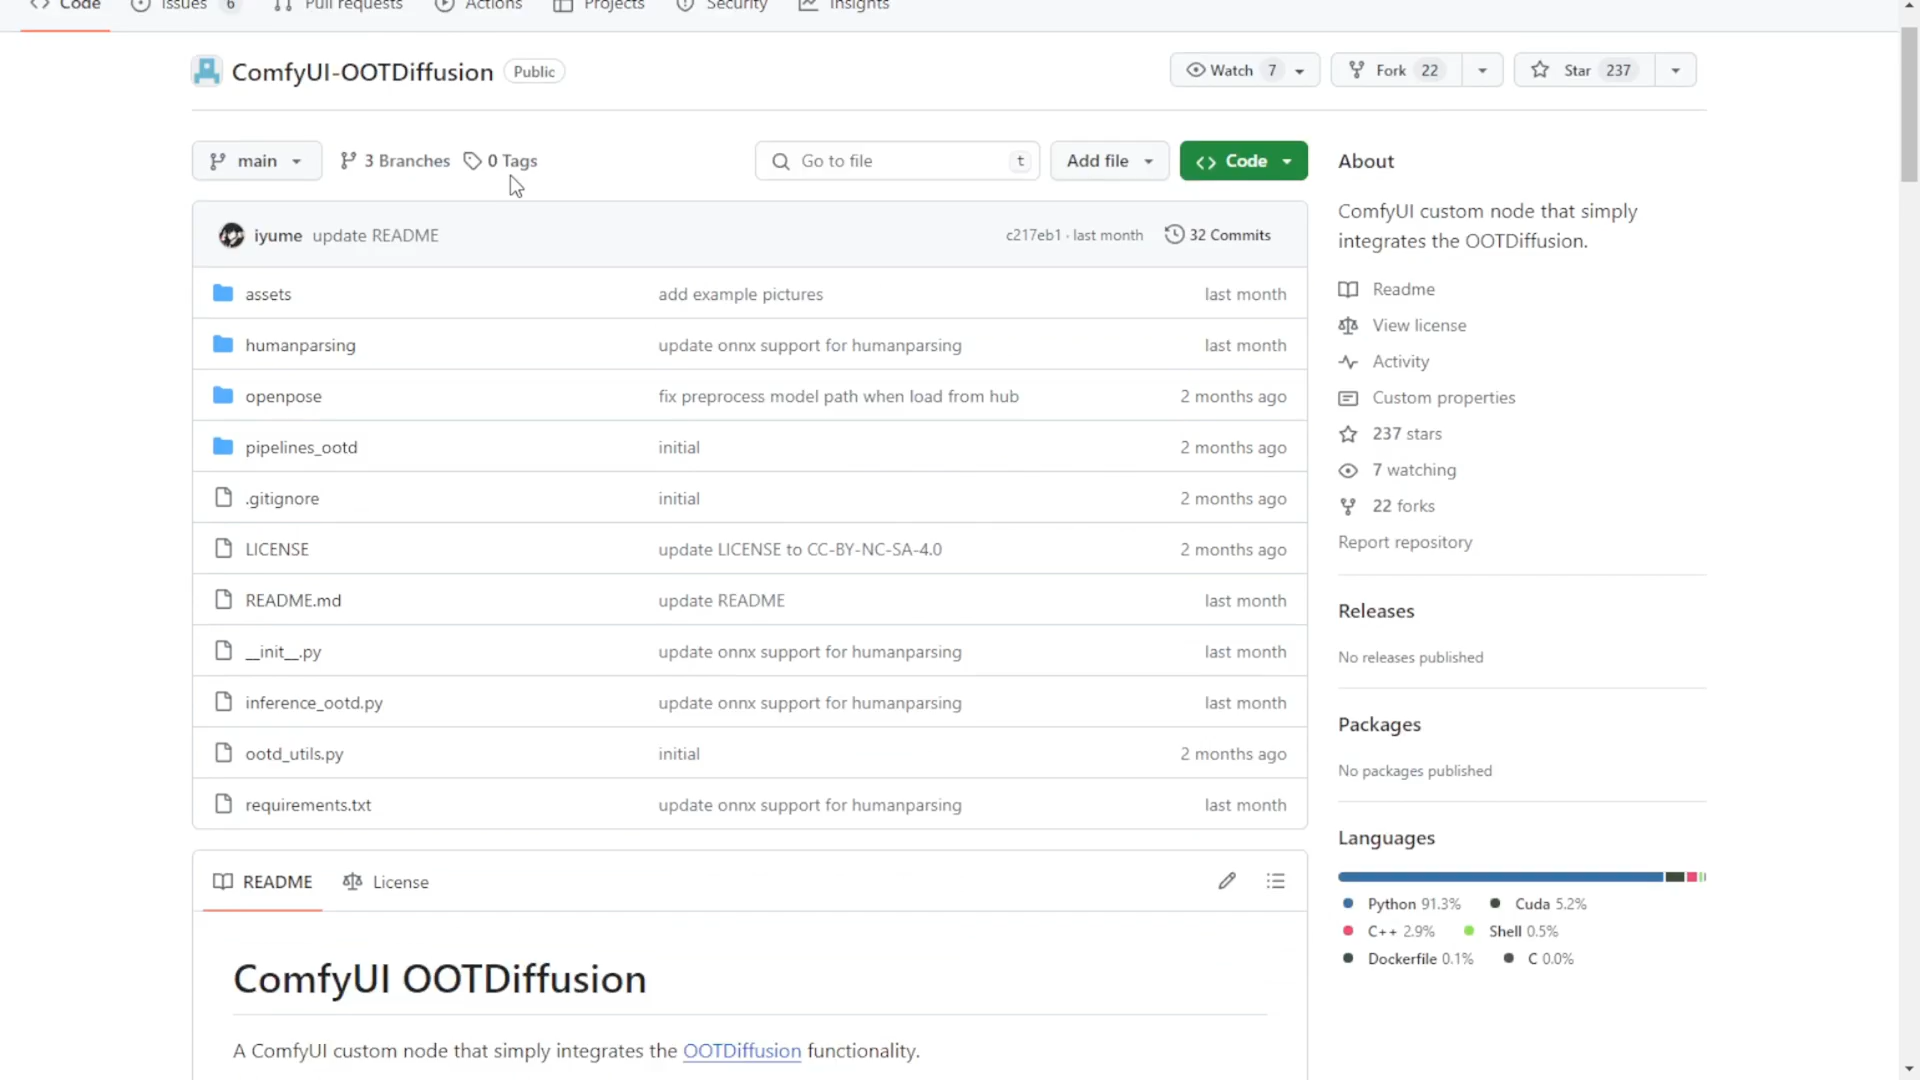 Code Issues 6 Pull requests Actions Projects Security Insights
ComfyUI-OOTDiffusion Public Watch 7 Fork 22 Star 237
main 3 Branches 0 Tags Go to file t Add file Code
iyume update README c217eb1 · last month 32 Commits
assets add example pictures last month
humanparsing update onnx support for humanparsing last month
openpose fix preprocess model path when load from hub 2 months ago
pipelines_ootd initial 2 months ago
.gitignore initial 2 months ago
LICENSE update LICENSE to CC-BY-NC-SA-4.0 2 months ago
README.md update README last month
__init__.py update onnx support for humanparsing last month
inference_ootd.py update onnx support for humanparsing last month
ootd_utils.py initial 2 months ago
requirements.txt update onnx support for humanparsing last month
README License
ComfyUI OOTDiffusion
A ComfyUI custom node that simply integrates the OOTDiffusion functionality.
About
ComfyUI custom node that simply
integrates the OOTDiffusion.
Readme
View license
Activity
Custom properties
237 stars
7 watching
22 forks
Report repository
Releases
No releases published
Packages
No packages published
Languages
Python 91.3% Cuda 5.2%
C++ 2.9% Shell 0.5%
Dockerfile 0.1% C 0.0%